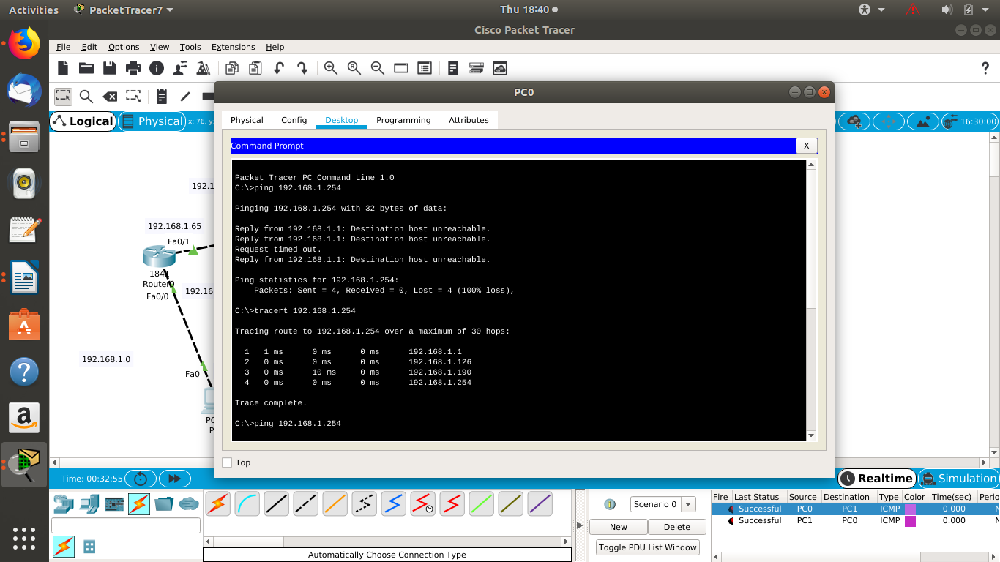 Activities
PacketTracer7
Thu 18:40
Cisco Packet Tracer
File Edit Options View Tools Extensions Help
?
PC0
Logical
Physical
x: 76, y
16:30:00
Physical Config Desktop Programming Attributes
Command Prompt
X
Packet Tracer PC Command Line 1.0
C:\>ping 192.168.1.254
Pinging 192.168.1.254 with 32 bytes of data:
Reply from 192.168.1.1: Destination host unreachable.
Reply from 192.168.1.1: Destination host unreachable.
Request timed out.
Reply from 192.168.1.1: Destination host unreachable.
Ping statistics for 192.168.1.254:
Packets: Sent = 4, Received = 0, Lost = 4 (100% loss),
C:\>tracert 192.168.1.254
Tracing route to 192.168.1.254 over a maximum of 30 hops:
1 1 ms 0 ms 0 ms 192.168.1.1
2 0 ms 0 ms 0 ms 192.168.1.126
3 0 ms 10 ms 0 ms 192.168.1.190
4 0 ms 0 ms 0 ms 192.168.1.254
Trace complete.
C:\>ping 192.168.1.254
Top
192.1
192.168.1.65
Fa0/1
1841
Router0
Fa0/0
192.16
192.168.1.0
Fa0
PC
P
Time: 00:32:55
Realtime
Simulation
Scenario 0
New
Delete
Toggle PDU List Window
Automatically Choose Connection Type
Fire Last Status Source Destination Type Color Time(sec) Perio
Successful PC0 PC1 ICMP 0.000 N
Successful PC1 PC0 ICMP 0.000 N